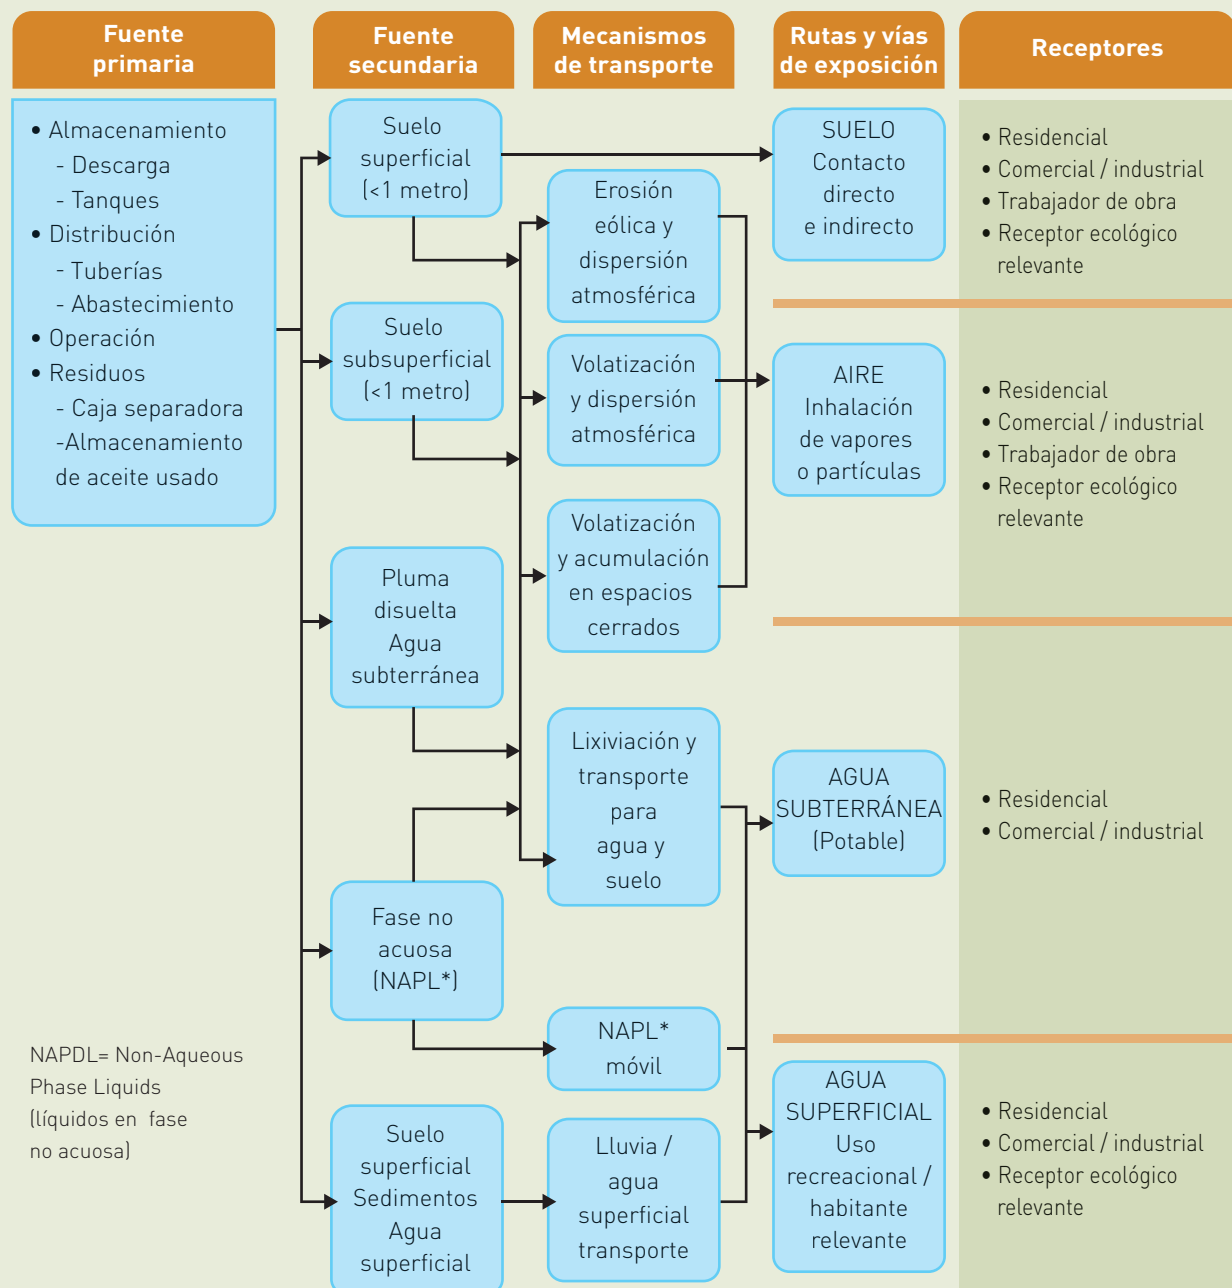 Fuente
primaria
Fuente
secundaria
Mecanismos
de transporte
Rutas y vías
de exposición
Receptores
• Almacenamiento
- Descarga
- Tanques
• Distribución
- Tuberías
- Abastecimiento
• Operación
• Residuos
- Caja separadora
-Almacenamiento
de aceite usado
Suelo
superficial
(<1 metro)
Suelo
subsuperficial
(<1 metro)
Pluma
disuelta
Agua
subterránea
Fase no
acuosa
(NAPL*)
Suelo
superficial
Sedimentos
Agua
superficial
Erosión
eólica y
dispersión
atmosférica
Volatización
y dispersión
atmosférica
Volatización
y acumulación
en espacios
cerrados
Lixiviación y
transporte
para
agua y
suelo
NAPL*
móvil
Lluvia /
agua
superficial
transporte
SUELO
Contacto
directo
e indirecto
AIRE
Inhalación
de vapores
o partículas
AGUA
SUBTERRÁNEA
(Potable)
AGUA
SUPERFICIAL
Uso
recreacional /
habitante
relevante
• Residencial
• Comercial / industrial
• Trabajador de obra
• Receptor ecológico
relevante
• Residencial
• Comercial / industrial
• Trabajador de obra
• Receptor ecológico
relevante
• Residencial
• Comercial / industrial
• Residencial
• Comercial / industrial
• Receptor ecológico
relevante
NAPDL= Non-Aqueous
Phase Liquids
(líquidos en fase
no acuosa)